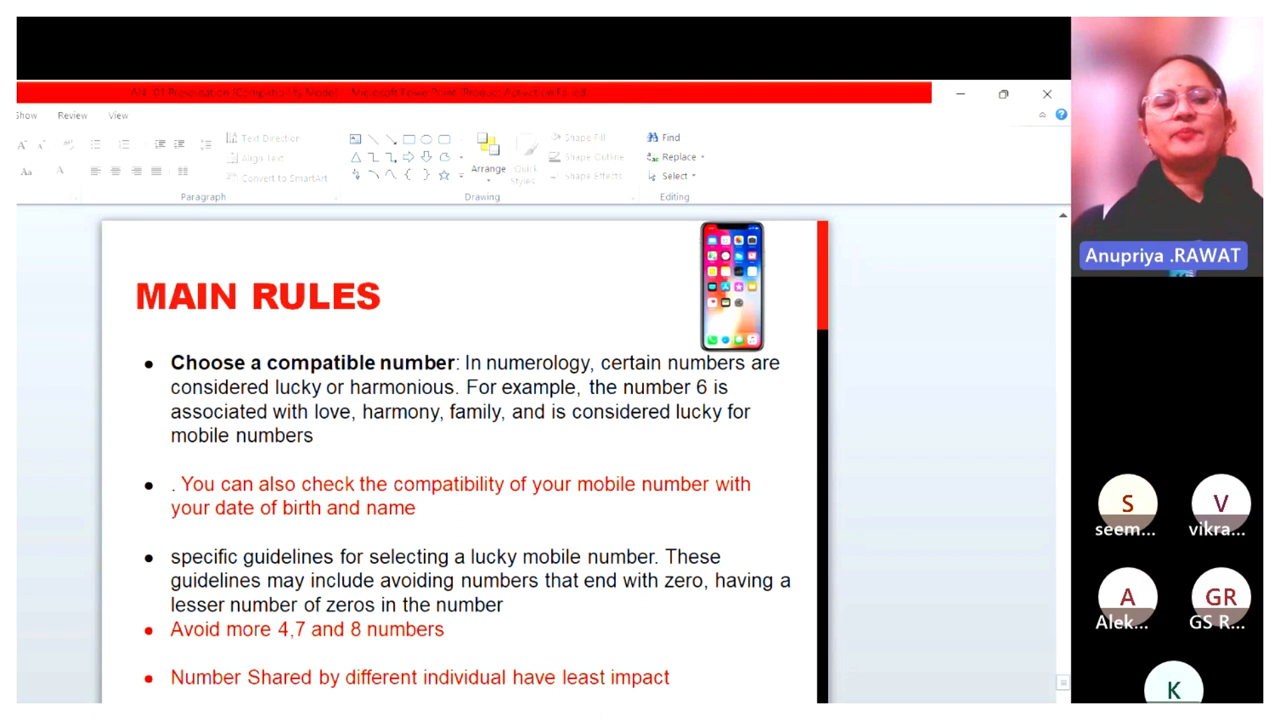 Show Review View
Text Direction
Align Text
Convert to SmartArt
Paragraph
Arrange
Quick Styles
Shape Fill
Shape Outline
Shape Effects
Drawing
Find
Replace
Select
Editing
MAIN RULES
Choose a compatible number: In numerology, certain numbers are
considered lucky or harmonious. For example, the number 6 is
associated with love, harmony, family, and is considered lucky for
mobile numbers
. You can also check the compatibility of your mobile number with
your date of birth and name
specific guidelines for selecting a lucky mobile number. These
guidelines may include avoiding numbers that end with zero, having a
lesser number of zeros in the number
Avoid more 4,7 and 8 numbers
Number Shared by different individual have least impact
Anupriya .RAWAT
S
seem...
V
vikra...
A
Alek...
GR
GS R...
K